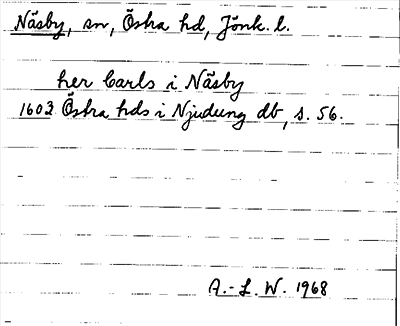 Näsby, sn, Östra hd, Jönk. l.
her Carls i Näsby
1603 Östra hds i Njudung db, s. 56.
A.-L. W. 1968